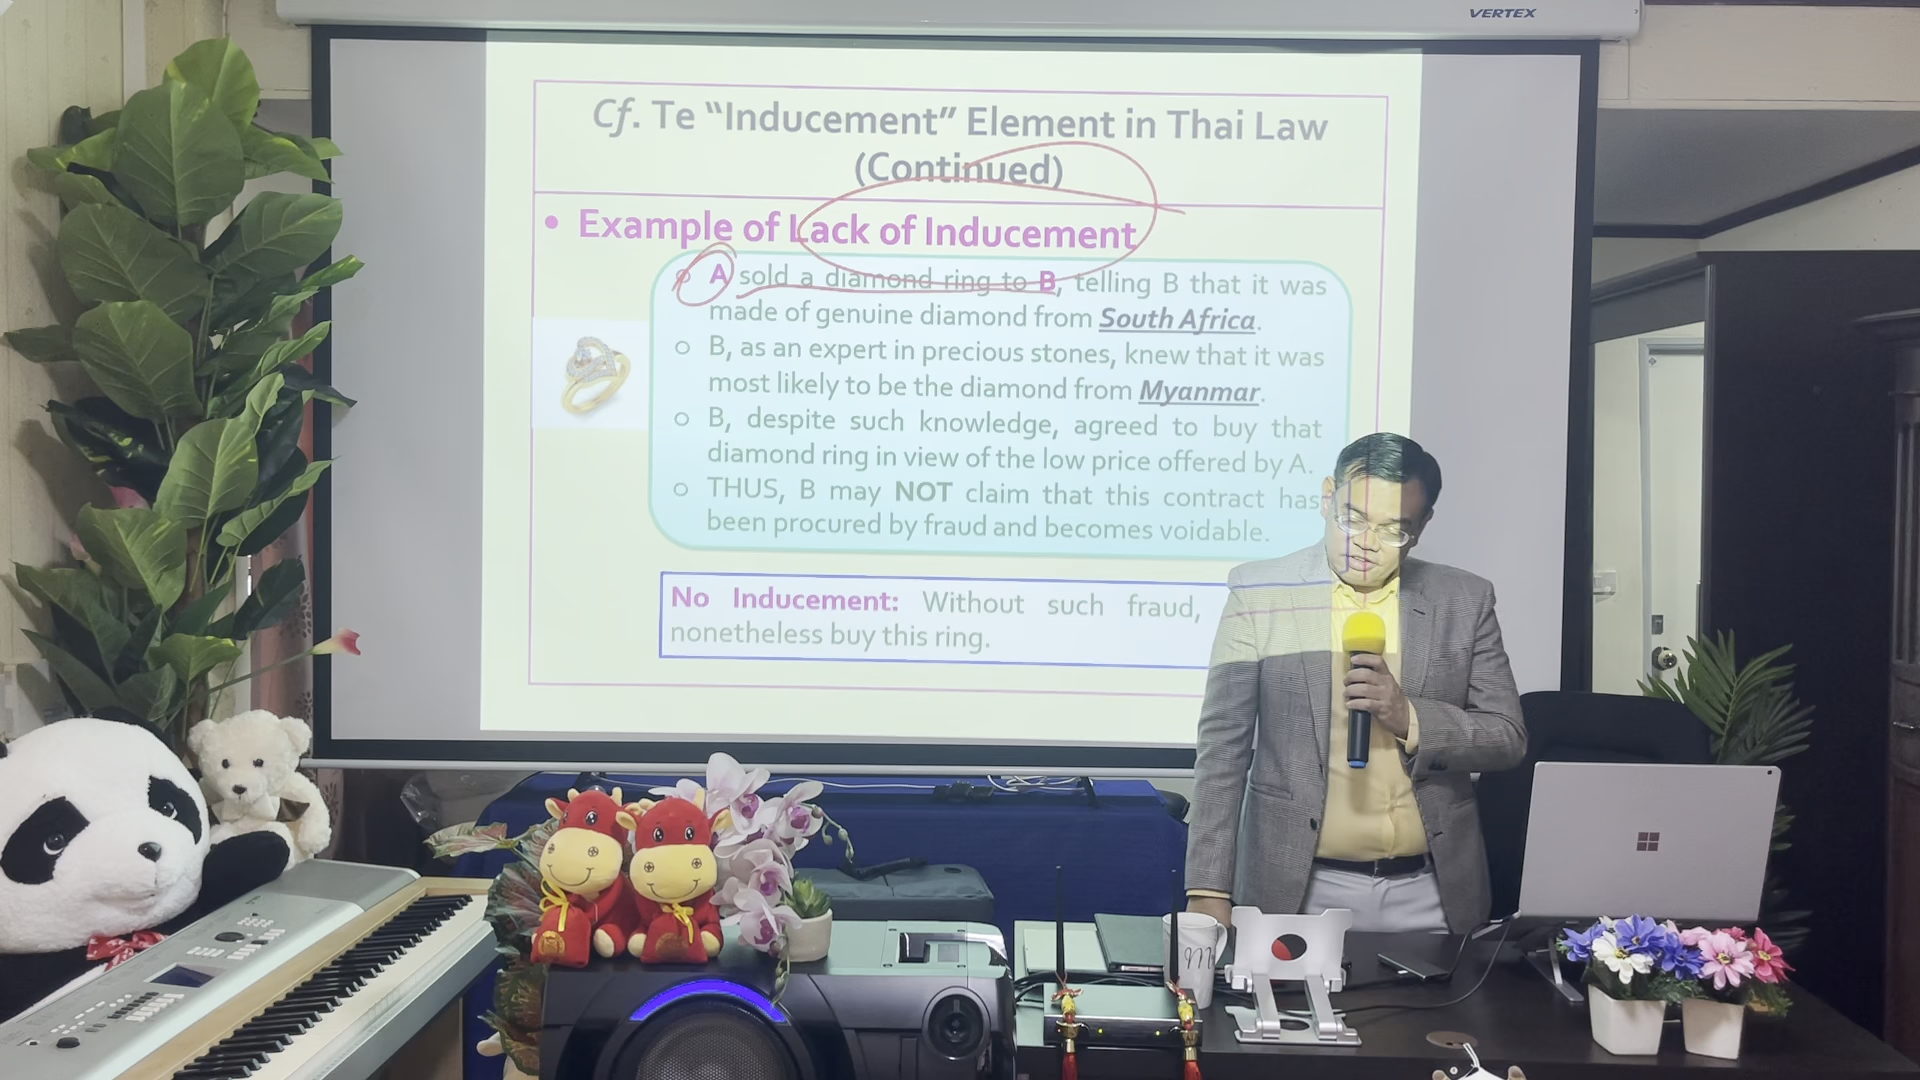 VERTEX
Cf. Te “Inducement” Element in Thai Law
(Continued)
• Example of Lack of Inducement
o A sold a diamond ring to B, telling B that it was
made of genuine diamond from South Africa.
o B, as an expert in precious stones, knew that it was
most likely to be the diamond from Myanmar.
o B, despite such knowledge, agreed to buy that
diamond ring in view of the low price offered by A.
o THUS, B may NOT claim that this contract has
been procured by fraud and becomes voidable.
No Inducement: Without such fraud,
nonetheless buy this ring.